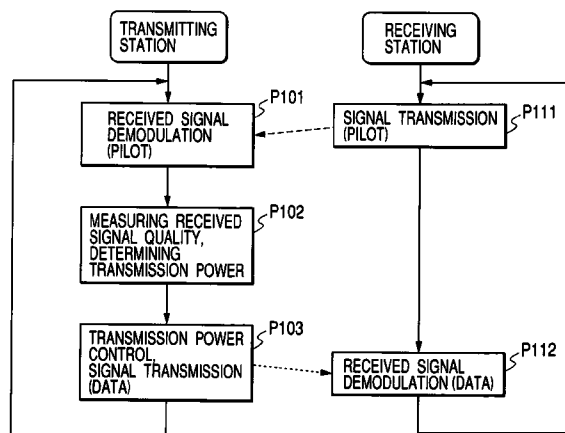 TRANSMITTING
STATION
RECEIVING
STATION
P101
RECEIVED SIGNAL
DEMODULATION
(PILOT)
SIGNAL TRANSMISSION
(PILOT)
P111
P102
MEASURING RECEIVED
SIGNAL QUALITY,
DETERMINING
TRANSMISSION POWER
P103
TRANSMISSION POWER
CONTROL,
SIGNAL TRANSMISSION
(DATA)
P112
RECEIVED SIGNAL
DEMODULATION (DATA)